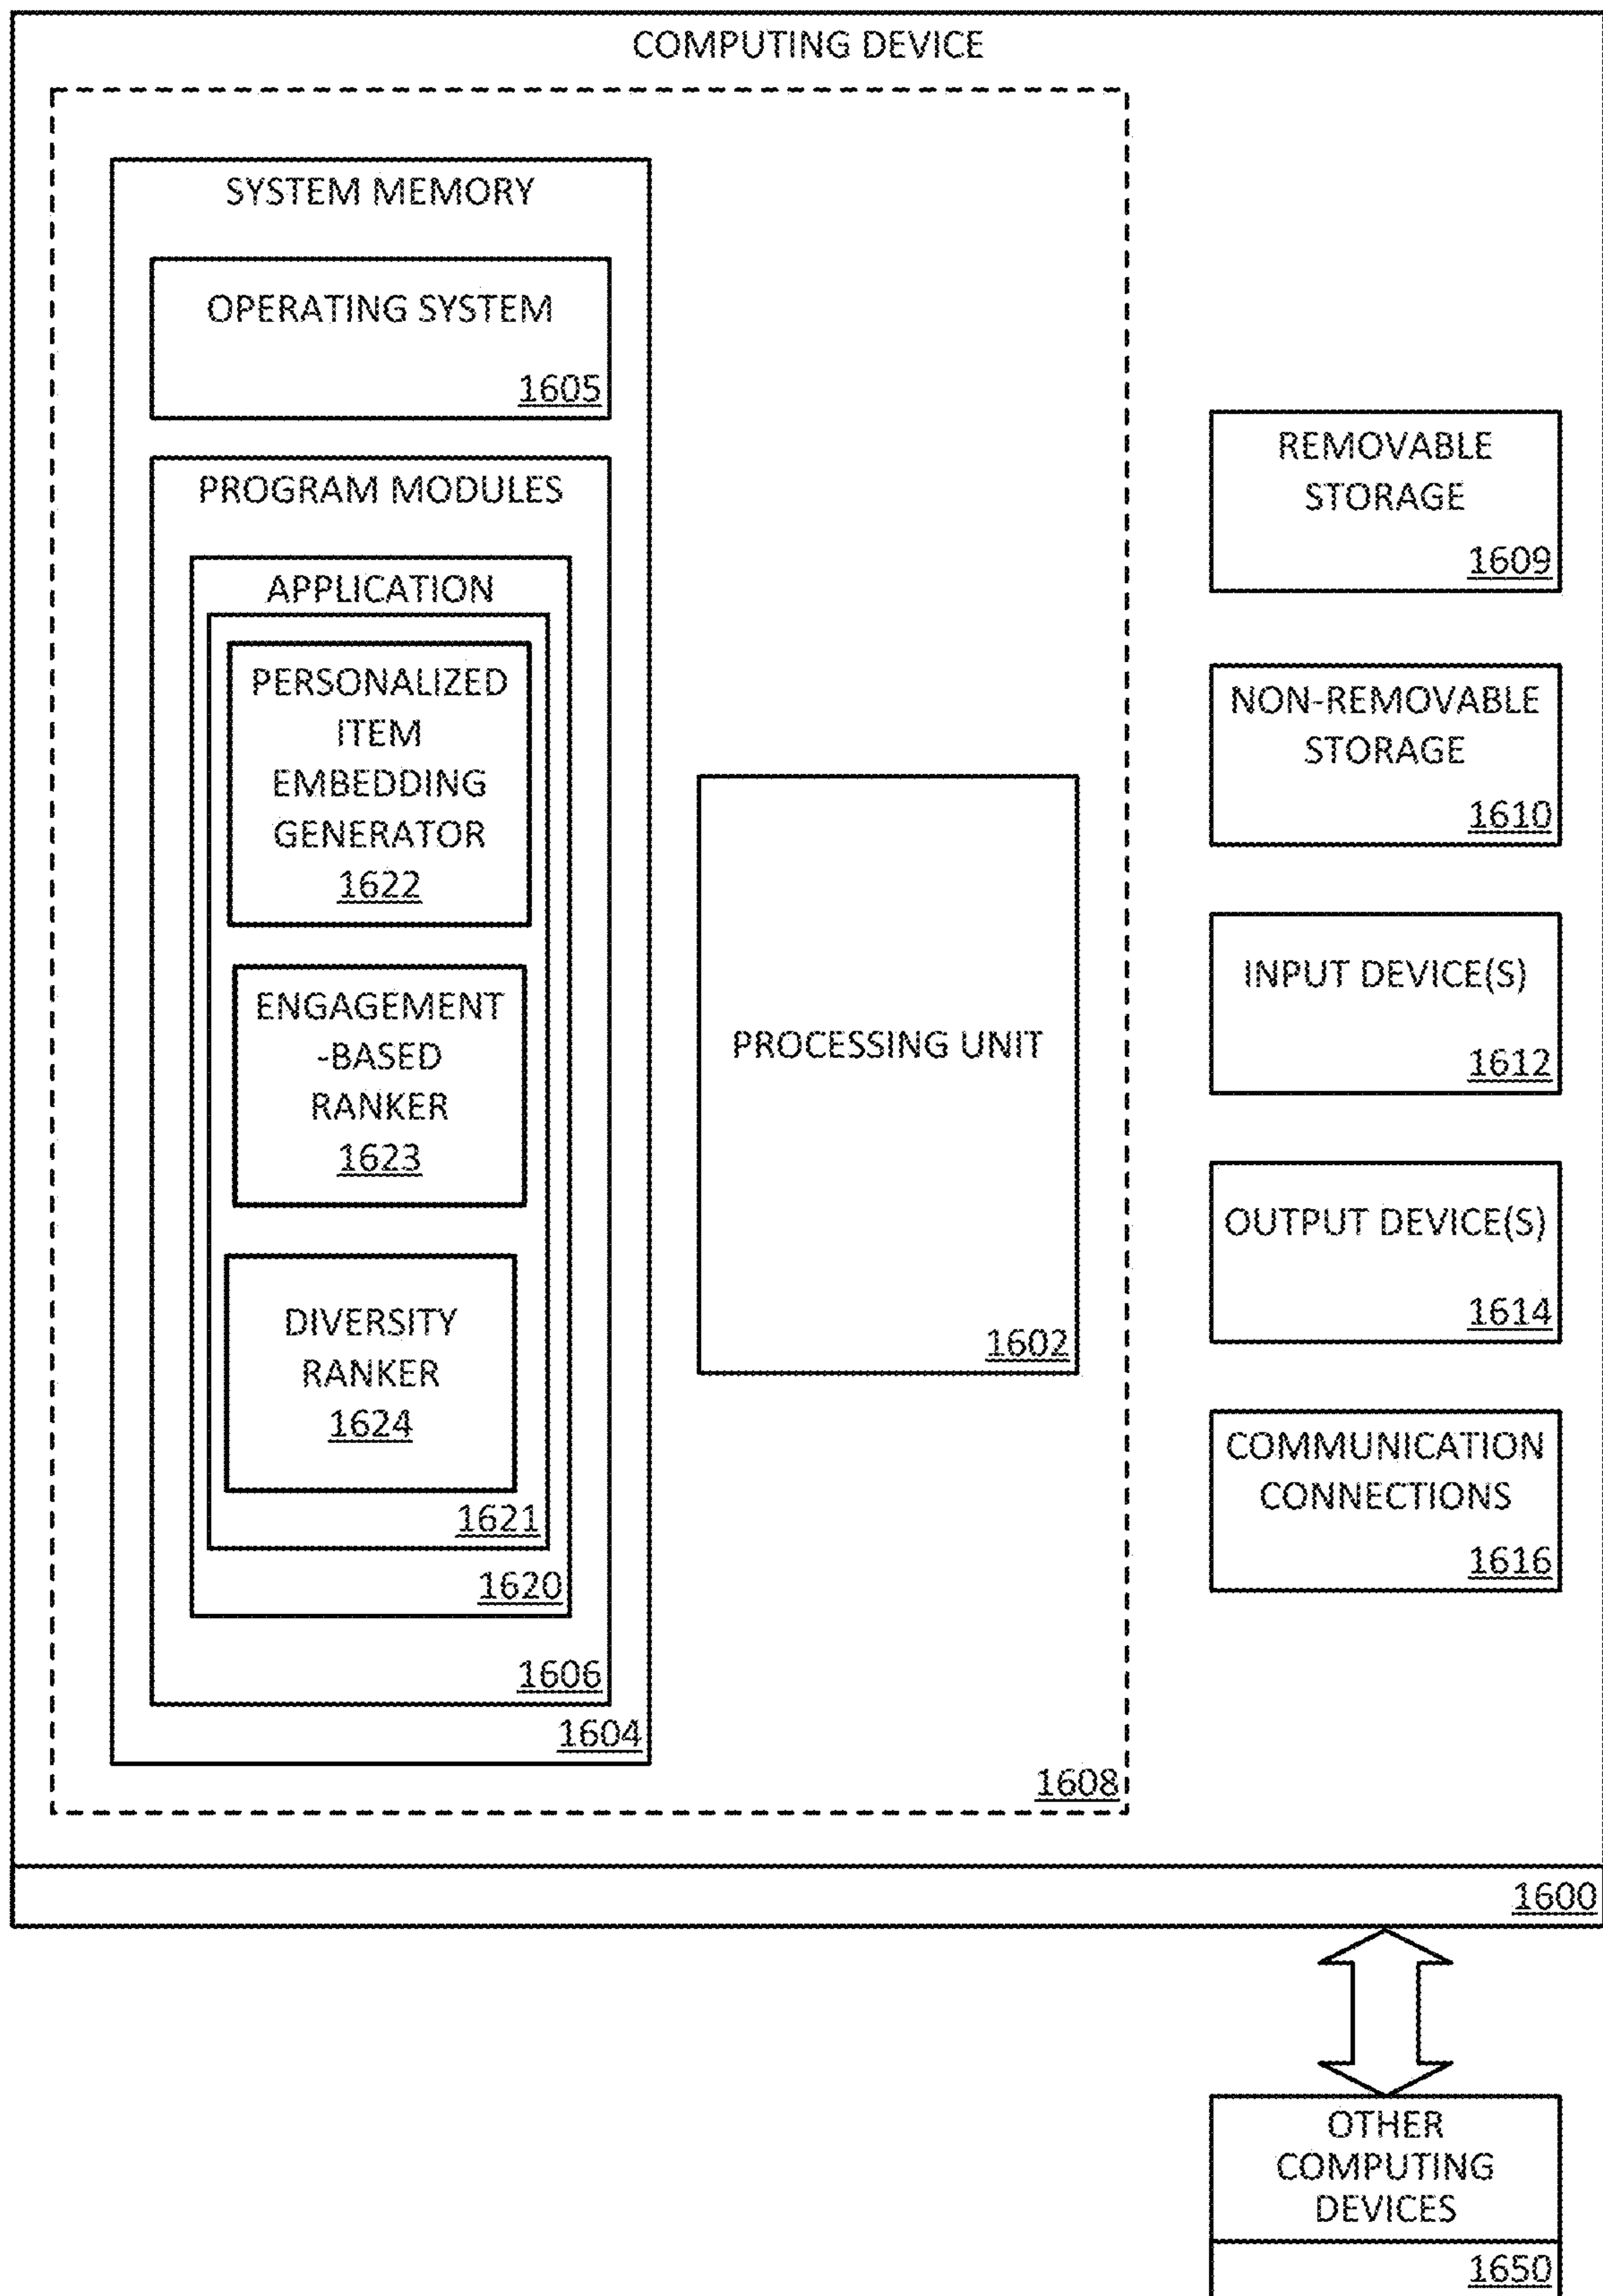 COMPUTING DEVICE
SYSTEM MEMORY
OPERATING SYSTEM
1605
PROGRAM MODULES
APPLICATION
PERSONALIZED
ITEM
EMBEDDING
GENERATOR
1622
ENGAGEMENT
-BASED
RANKER
1623
DIVERSITY
RANKER
1624
1621
1620
1606
1604
PROCESSING UNIT
1602
1608
REMOVABLE
STORAGE
1609
NON-REMOVABLE
STORAGE
1610
INPUT DEVICE(S)
1612
OUTPUT DEVICE(S)
1614
COMMUNICATION
CONNECTIONS
1616
1600
OTHER
COMPUTING
DEVICES
1650